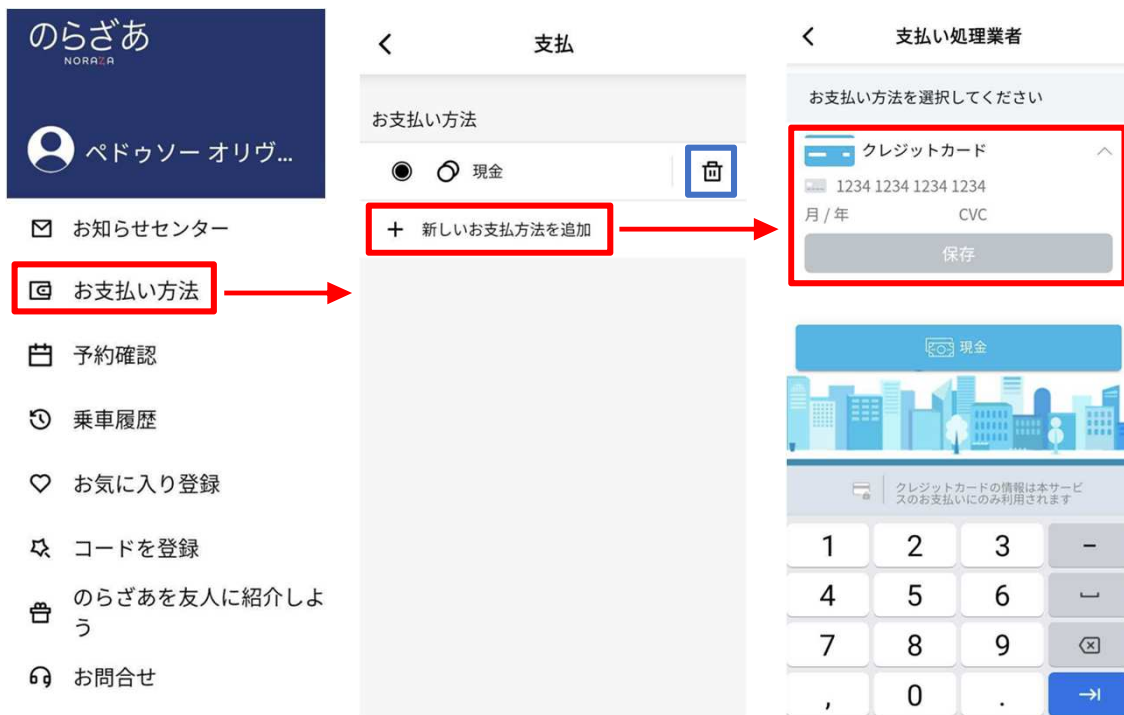 のらざあ
NORAZA
ペドゥソー オリヴ...
お知らせセンター
お支払い方法
予約確認
乗車履歴
お気に入り登録
コードを登録
のらざあを友人に紹介しよ
う
お問合せ
支払
お支払い方法
現金
+ 新しいお支払方法を追加
支払い処理業者
お支払い方法を選択してください
クレジットカード
1234 1234 1234 1234
月 / 年 CVC
保存
現金
クレジットカードの情報は本サービ
スのお支払いにのみ利用されます
1 2 3 -
4 5 6
7 8 9
, 0 .